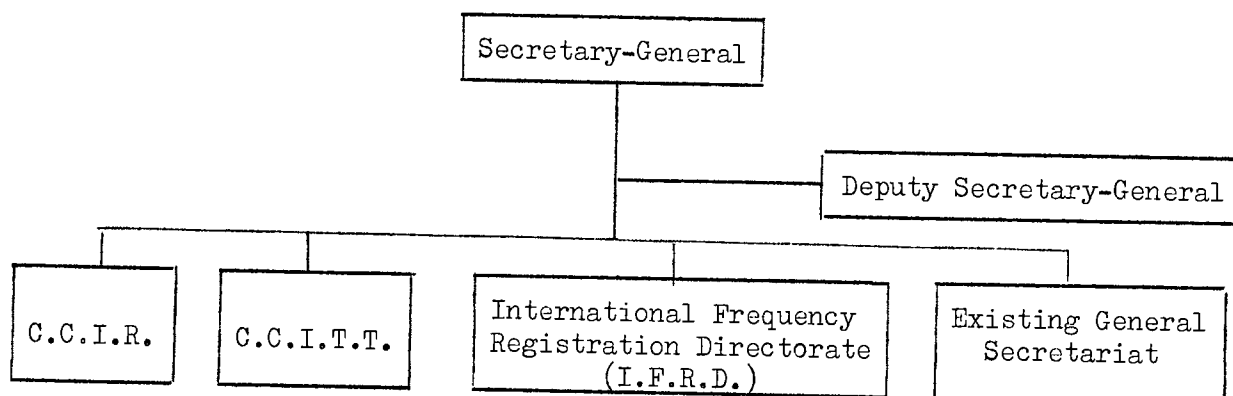 Secretary-General
Deputy Secretary-General
C.C.I.R.
C.C.I.T.T.
International Frequency
Registration Directorate
(I.F.R.D.)
Existing General
Secretariat